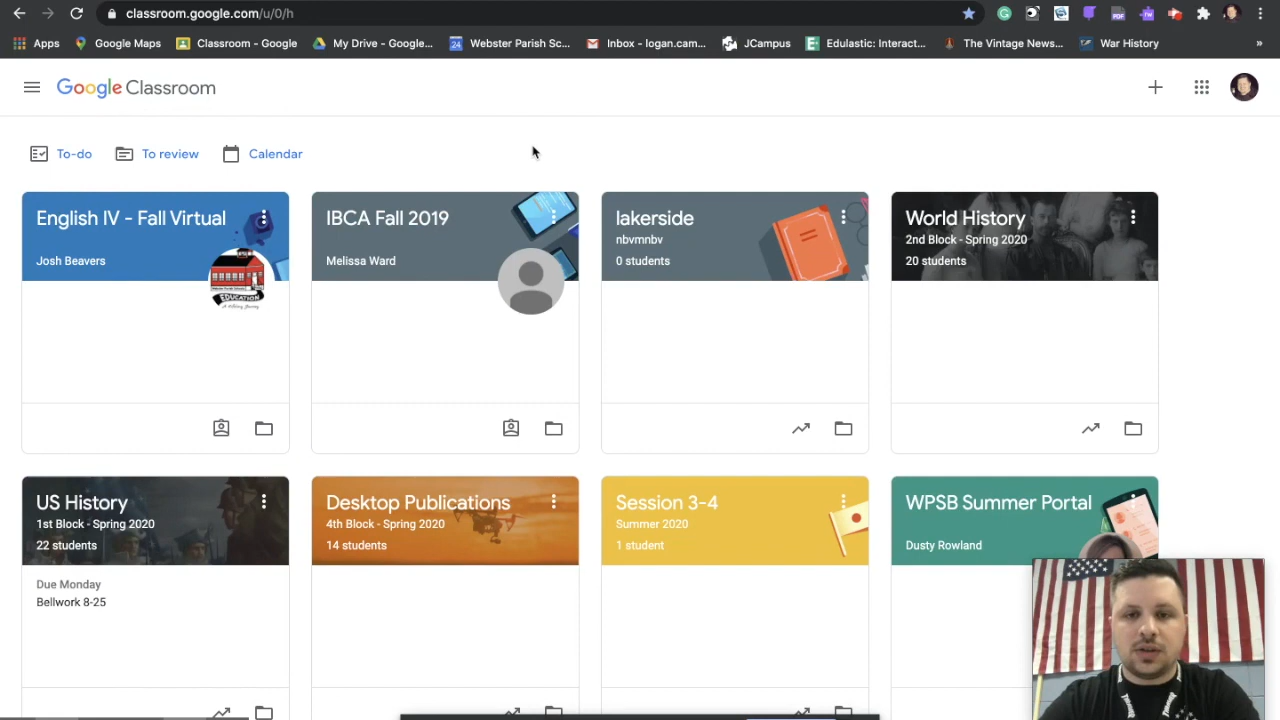 classroom.google.com/u/0/h
Apps
Google Maps
Classroom - Google
My Drive - Google...
Webster Parish Sc...
Inbox - logan.cam...
JCampus
Edulastic: Interact...
The Vintage News...
War History
»
Google Classroom
To-do
To review
Calendar
English IV - Fall Virtual
Josh Beavers
EDUCATION
IBCA Fall 2019
Melissa Ward
lakerside
nbvmnbv
0 students
World History
2nd Block - Spring 2020
20 students
US History
1st Block - Spring 2020
22 students
Due Monday
Bellwork 8-25
Desktop Publications
4th Block - Spring 2020
14 students
Session 3-4
Summer 2020
1 student
WPSB Summer Portal
Dusty Rowland